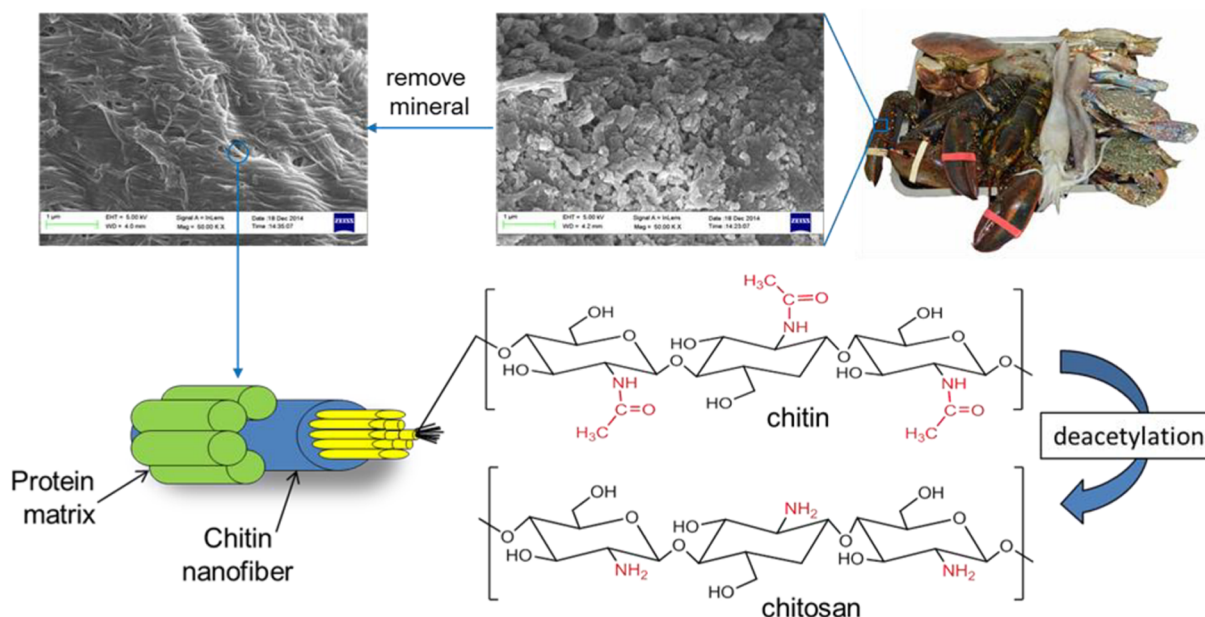 remove
mineral
1 µm
EHT = 5.00 kV
Signal A = InLens
Date :18 Dec 2014
WD = 4.0 mm
Mag = 50.00 K X
Time :14:35:07
ZEISS
1 µm
EHT = 5.00 kV
Signal A = InLens
Date :18 Dec 2014
WD = 4.2 mm
Mag = 50.00 K X
Time :14:23:07
ZEISS
H₃C
C=O
OH
NH
HO
OH
O
O
O
O
O
O
HO
NH
HO
HO
NH
C=O
H₃C
C=O
H₃C
chitin
deacetylation
Protein
matrix
Chitin
nanofiber
OH
NH₂
OH
O
HO
O
O
O
O
O
HO
NH₂
HO
HO
NH₂
chitosan